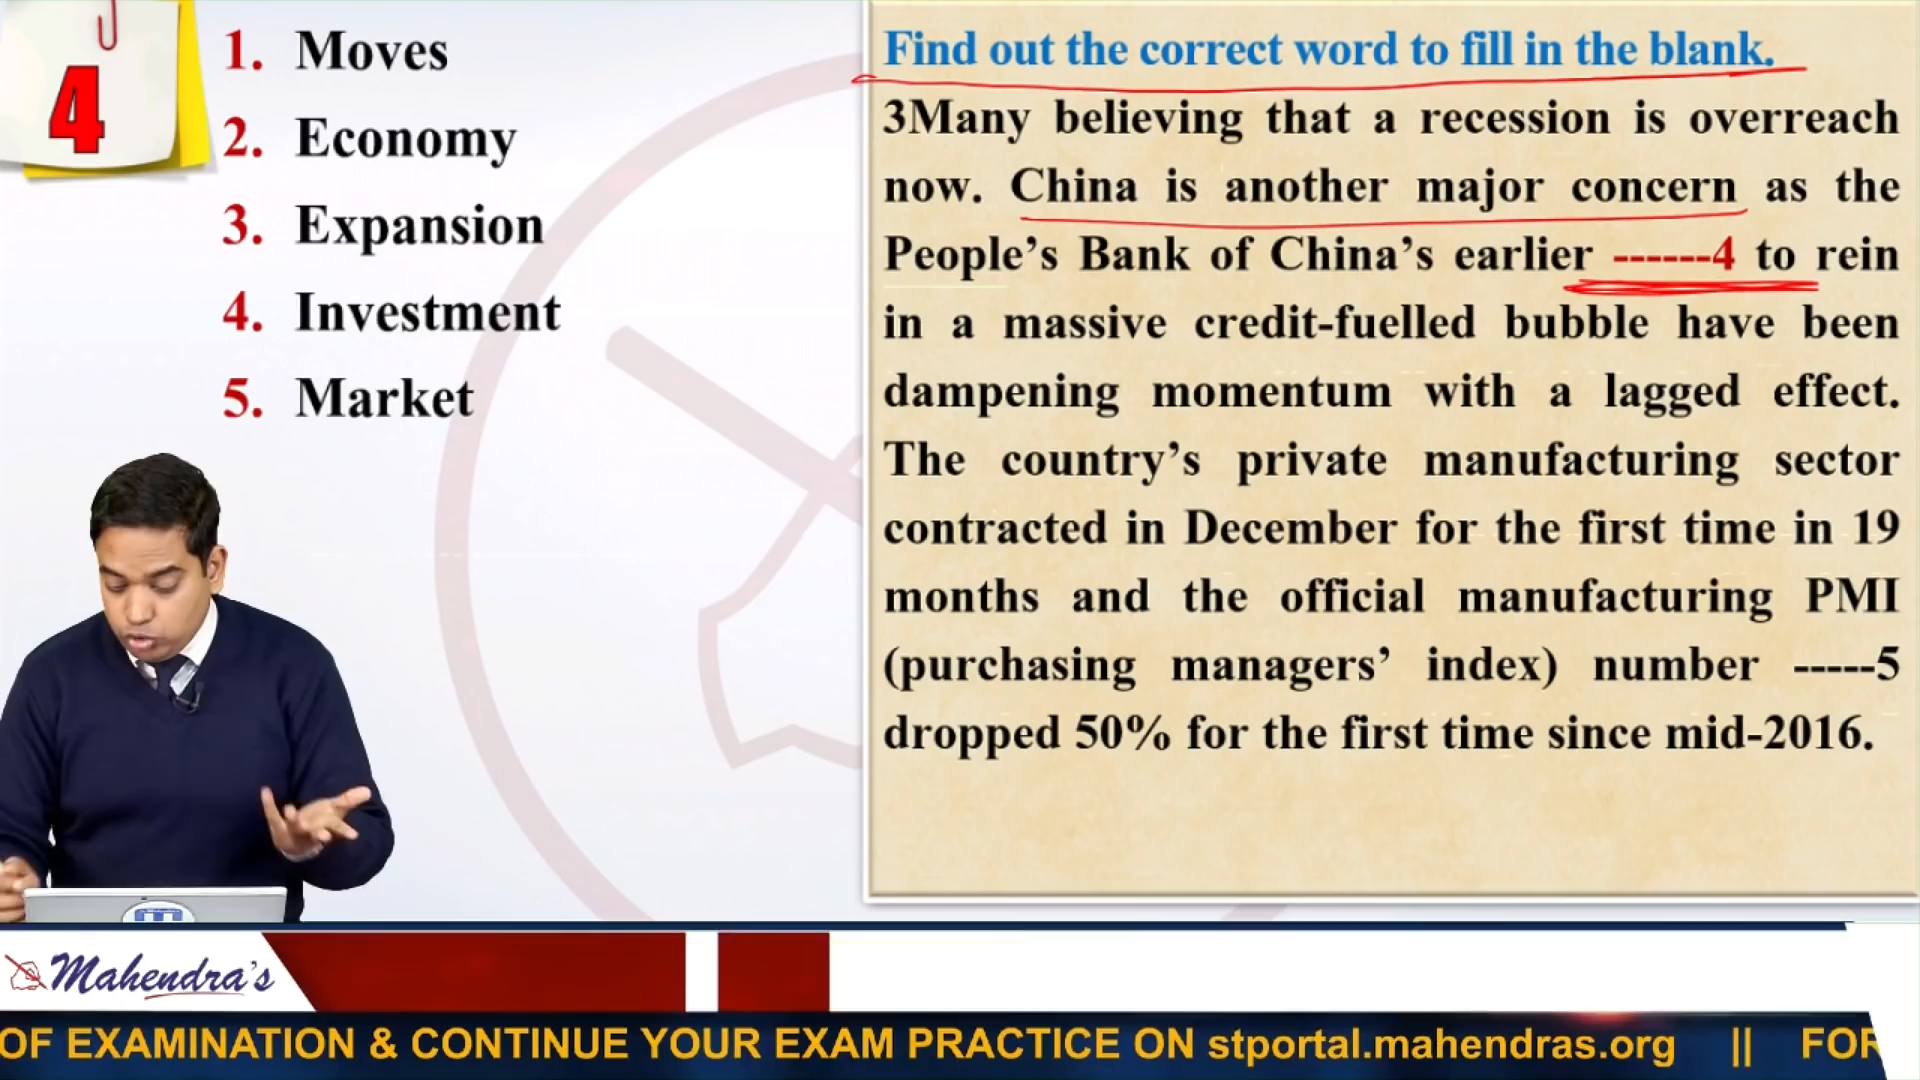 4
1. Moves
2. Economy
3. Expansion
4. Investment
5. Market
Find out the correct word to fill in the blank.
3Many believing that a recession is overreach
now. China is another major concern as the
People’s Bank of China’s earlier ------4 to rein
in a massive credit-fuelled bubble have been
dampening momentum with a lagged effect.
The country’s private manufacturing sector
contracted in December for the first time in 19
months and the official manufacturing PMI
(purchasing managers’ index) number -----5
dropped 50% for the first time since mid-2016.
Mahendra’s
OF EXAMINATION & CONTINUE YOUR EXAM PRACTICE ON stportal.mahendras.org || FOR